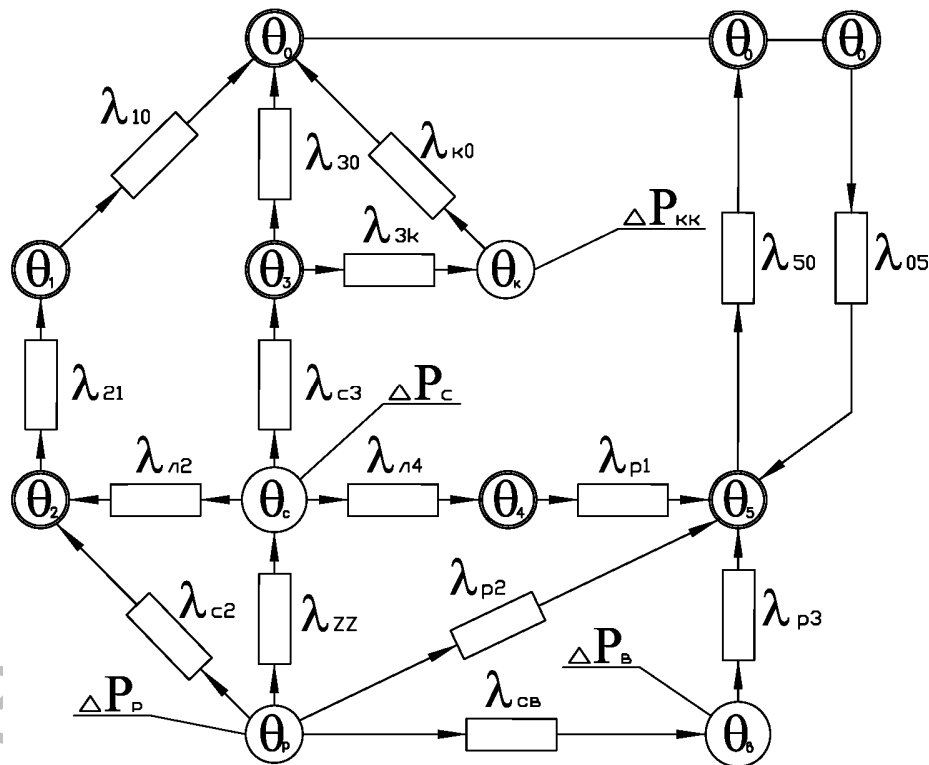 θ₀ θ₀ θ₀
λ₁₀
λ₃₀
λк0
λ3k
ΔPкк
λ₅₀
λ₀₅
θ₁
θ₃
θк
λ₂₁
λс3
ΔPс
λл2
λл4
λр1
θ₂
θс
θ₄
θ₅
λс2
λzz
λр2
λр3
ΔPр
λсв
ΔPв
θр
θв